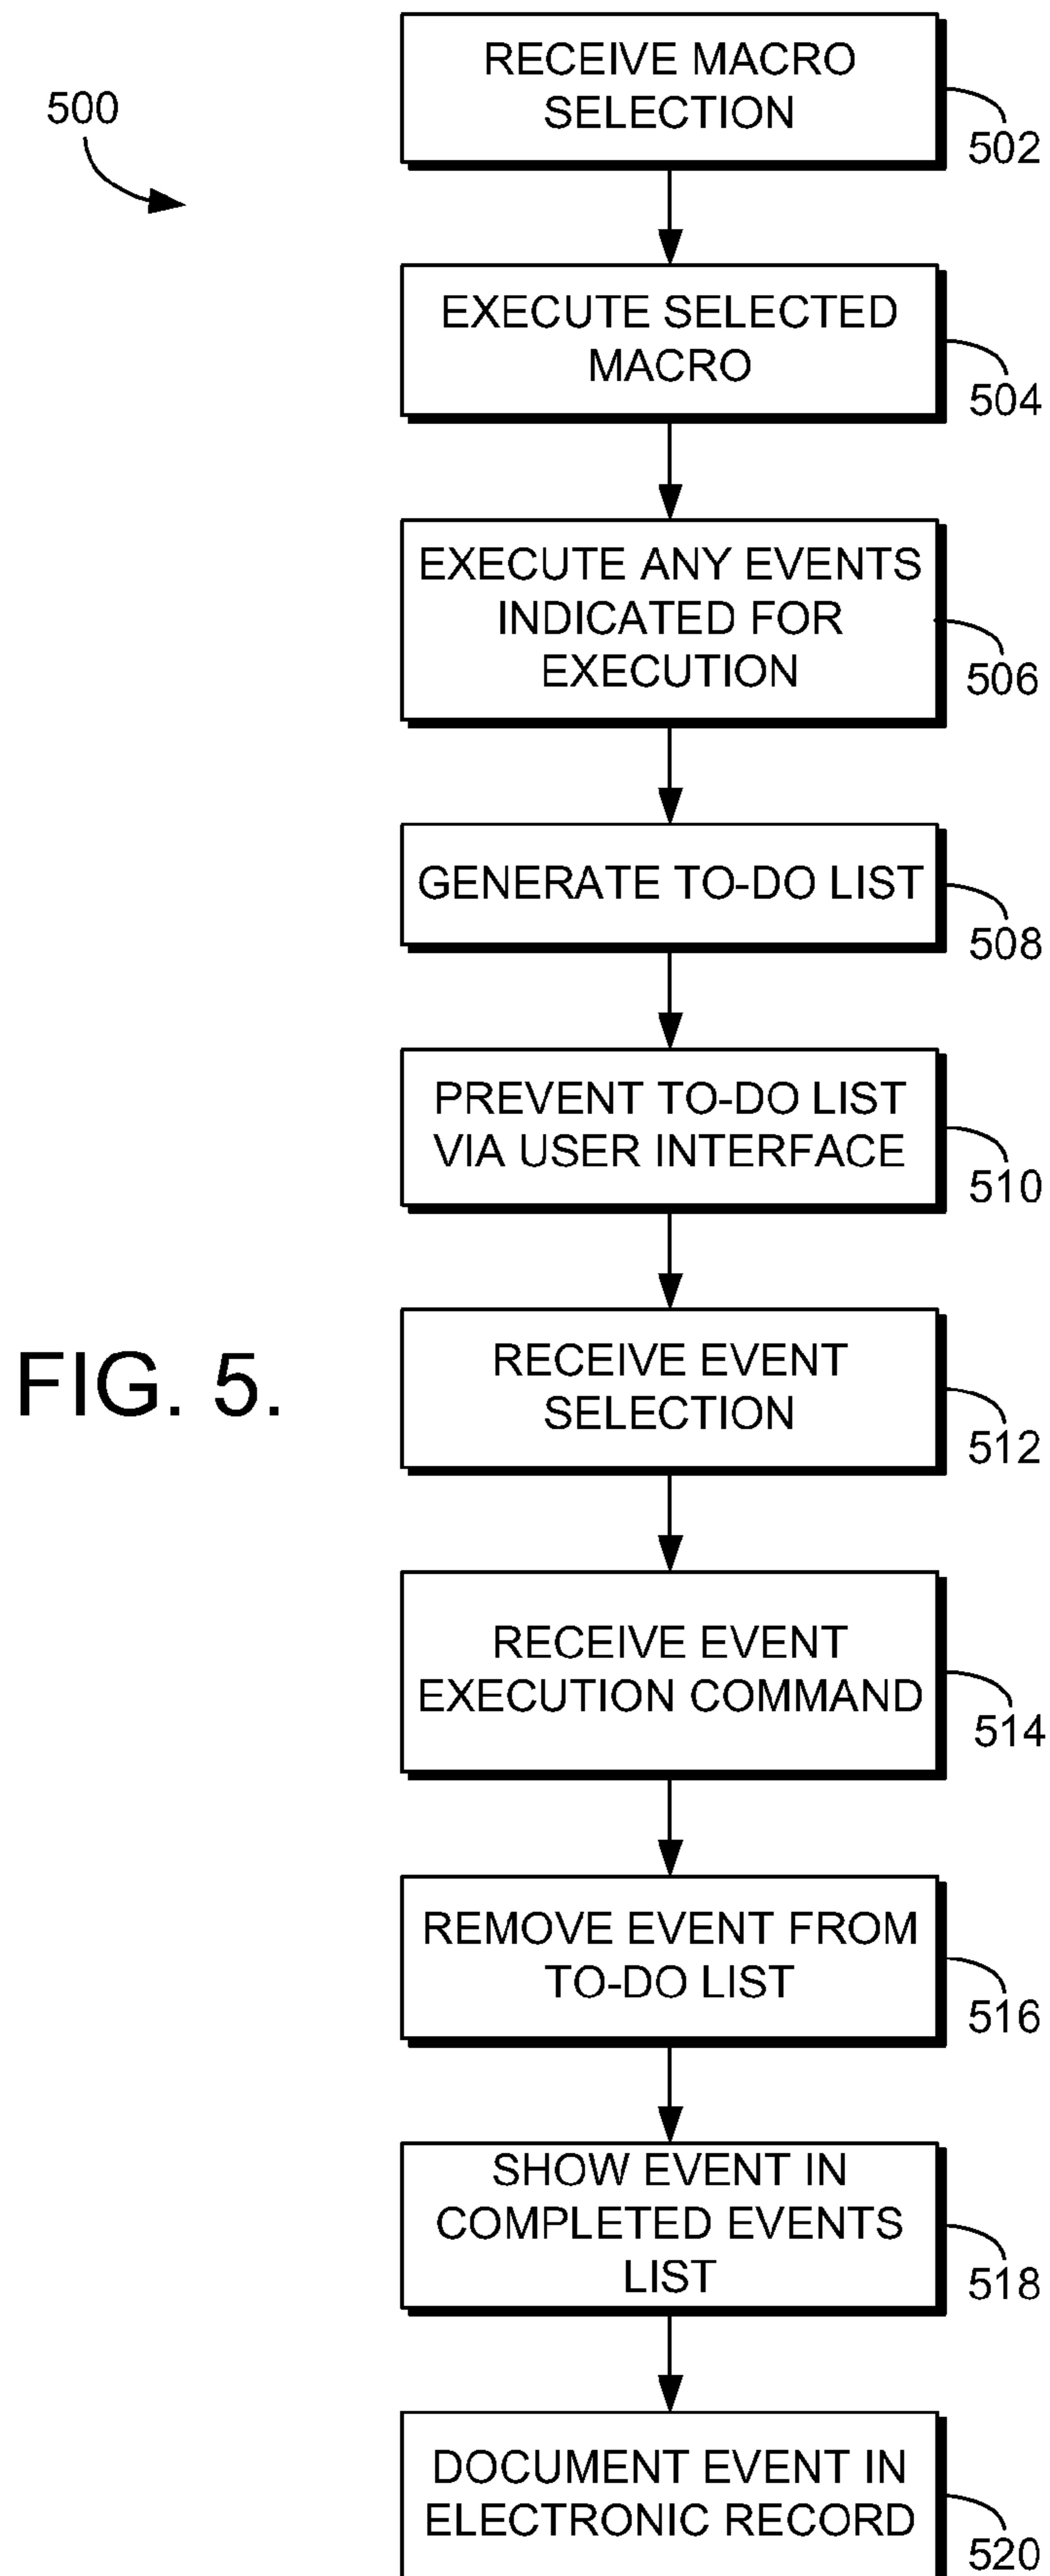 500
RECEIVE MACRO
SELECTION
502
EXECUTE SELECTED
MACRO
504
EXECUTE ANY EVENTS
INDICATED FOR
EXECUTION
506
GENERATE TO-DO LIST
508
PREVENT TO-DO LIST
VIA USER INTERFACE
510
FIG. 5.
RECEIVE EVENT
SELECTION
512
RECEIVE EVENT
EXECUTION COMMAND
514
REMOVE EVENT FROM
TO-DO LIST
516
SHOW EVENT IN
COMPLETED EVENTS
LIST
518
DOCUMENT EVENT IN
ELECTRONIC RECORD
520